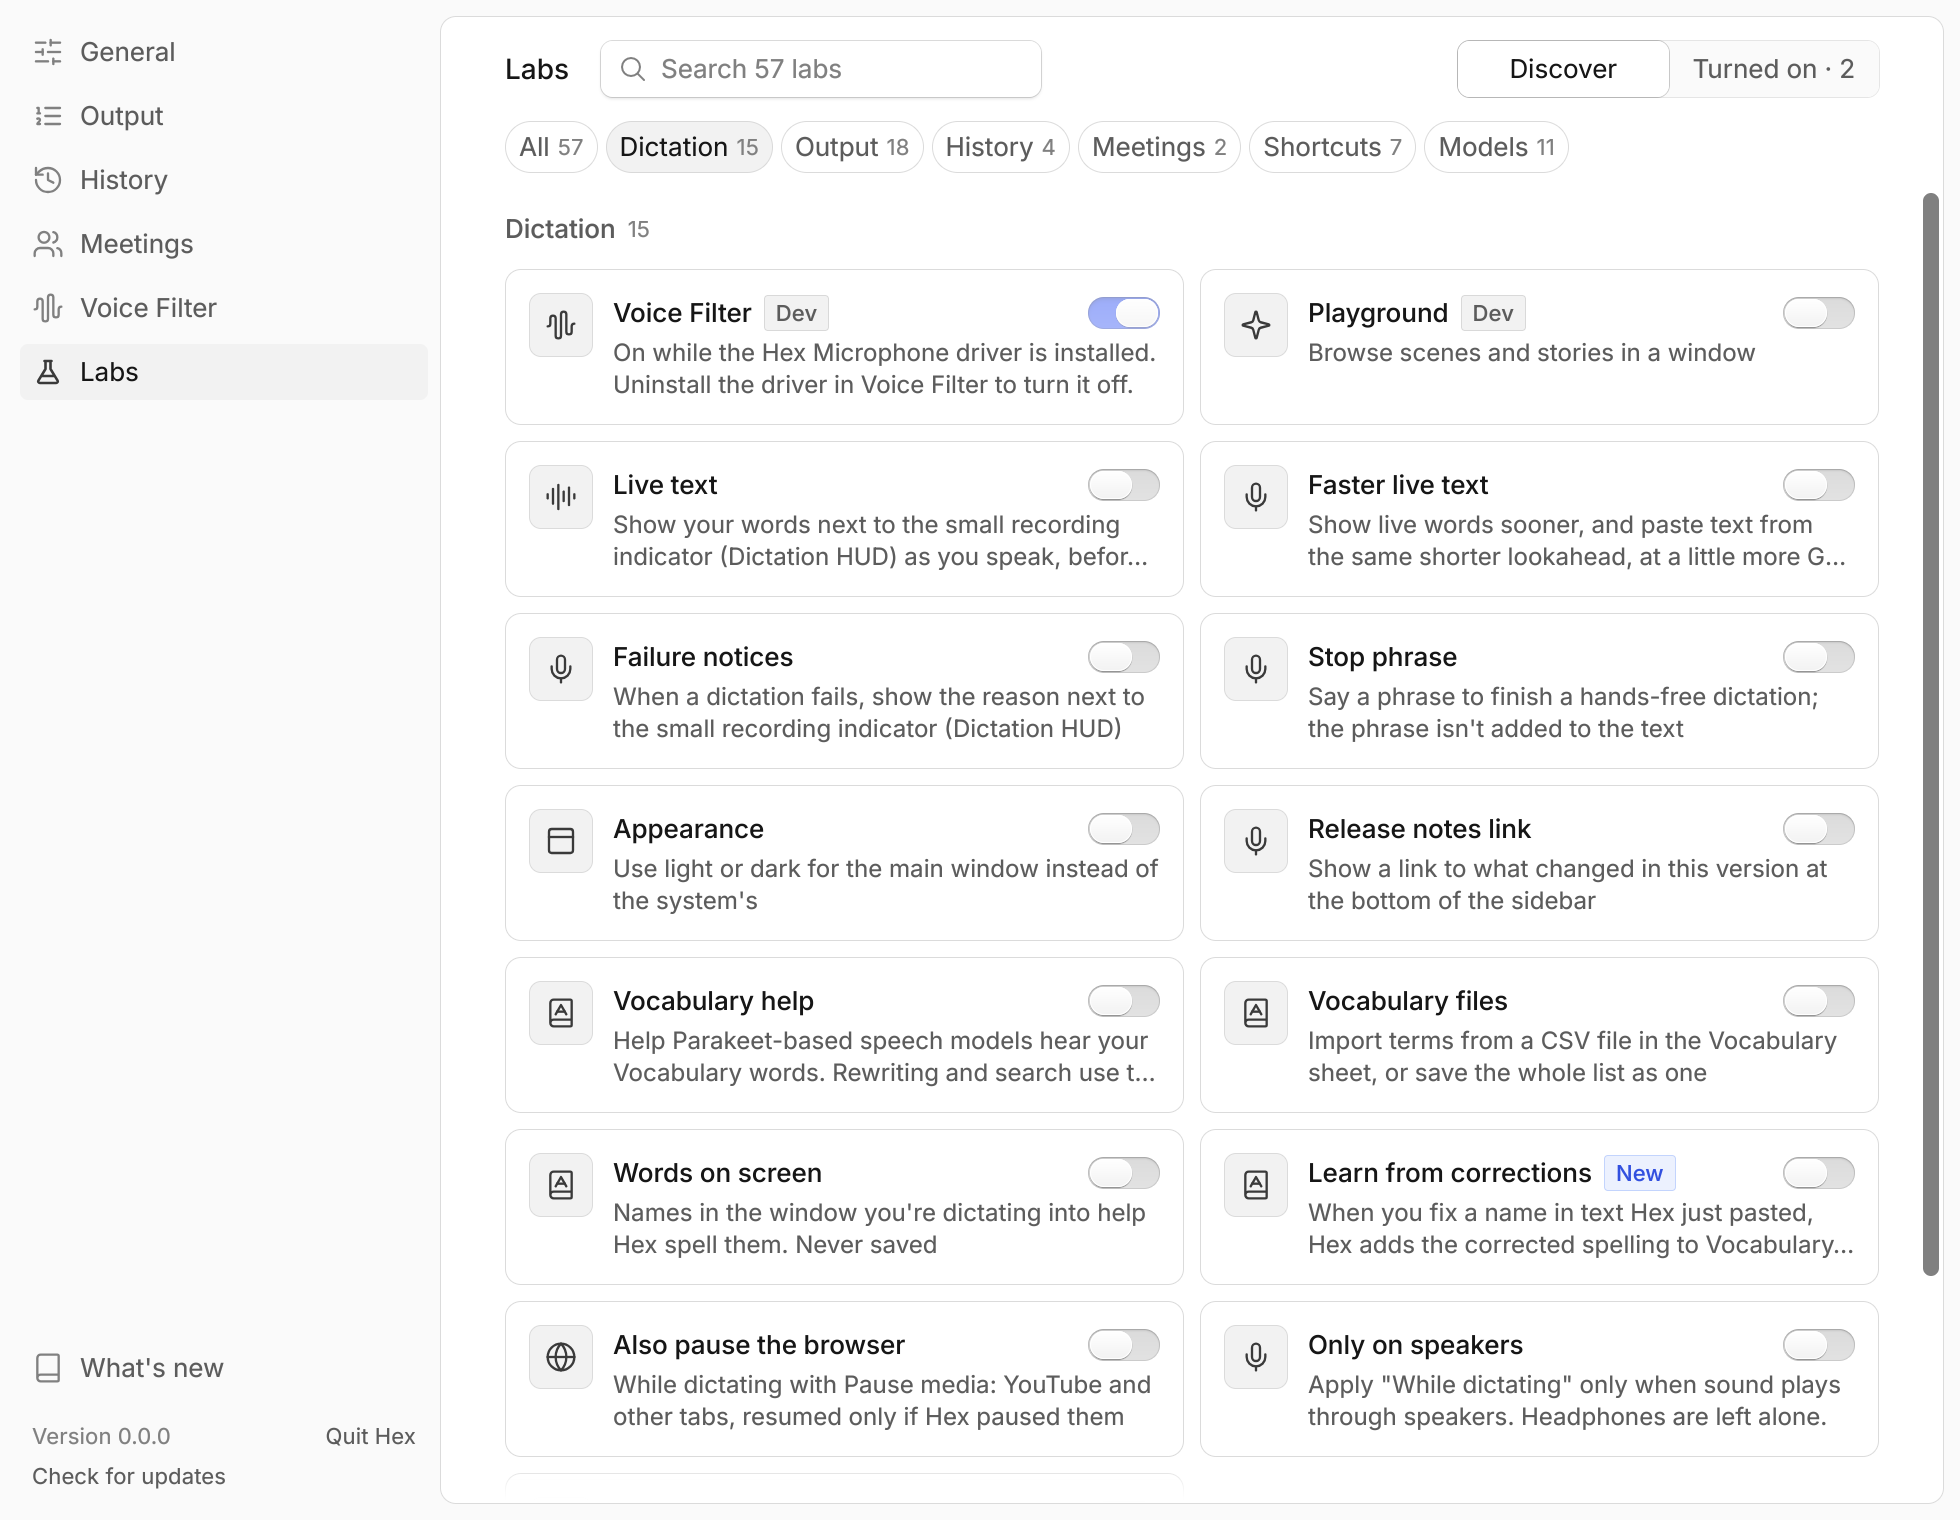 General
Output
History
Meetings
Voice Filter
Labs
What's new
Version 0.0.0
Quit Hex
Check for updates
Labs
Search 57 labs
Discover
Turned on · 2
All 57
Dictation 15
Output 18
History 4
Meetings 2
Shortcuts 7
Models 11
Dictation 15
Voice Filter Dev
On while the Hex Microphone driver is installed.
Uninstall the driver in Voice Filter to turn it off.
Playground Dev
Browse scenes and stories in a window
Live text
Show your words next to the small recording
indicator (Dictation HUD) as you speak, befor...
Faster live text
Show live words sooner, and paste text from
the same shorter lookahead, at a little more G...
Failure notices
When a dictation fails, show the reason next to
the small recording indicator (Dictation HUD)
Stop phrase
Say a phrase to finish a hands-free dictation;
the phrase isn't added to the text
Appearance
Use light or dark for the main window instead of
the system's
Release notes link
Show a link to what changed in this version at
the bottom of the sidebar
Vocabulary help
Help Parakeet-based speech models hear your
Vocabulary words. Rewriting and search use t...
Vocabulary files
Import terms from a CSV file in the Vocabulary
sheet, or save the whole list as one
Words on screen
Names in the window you're dictating into help
Hex spell them. Never saved
Learn from corrections New
When you fix a name in text Hex just pasted,
Hex adds the corrected spelling to Vocabulary...
Also pause the browser
While dictating with Pause media: YouTube and
other tabs, resumed only if Hex paused them
Only on speakers
Apply "While dictating" only when sound plays
through speakers. Headphones are left alone.